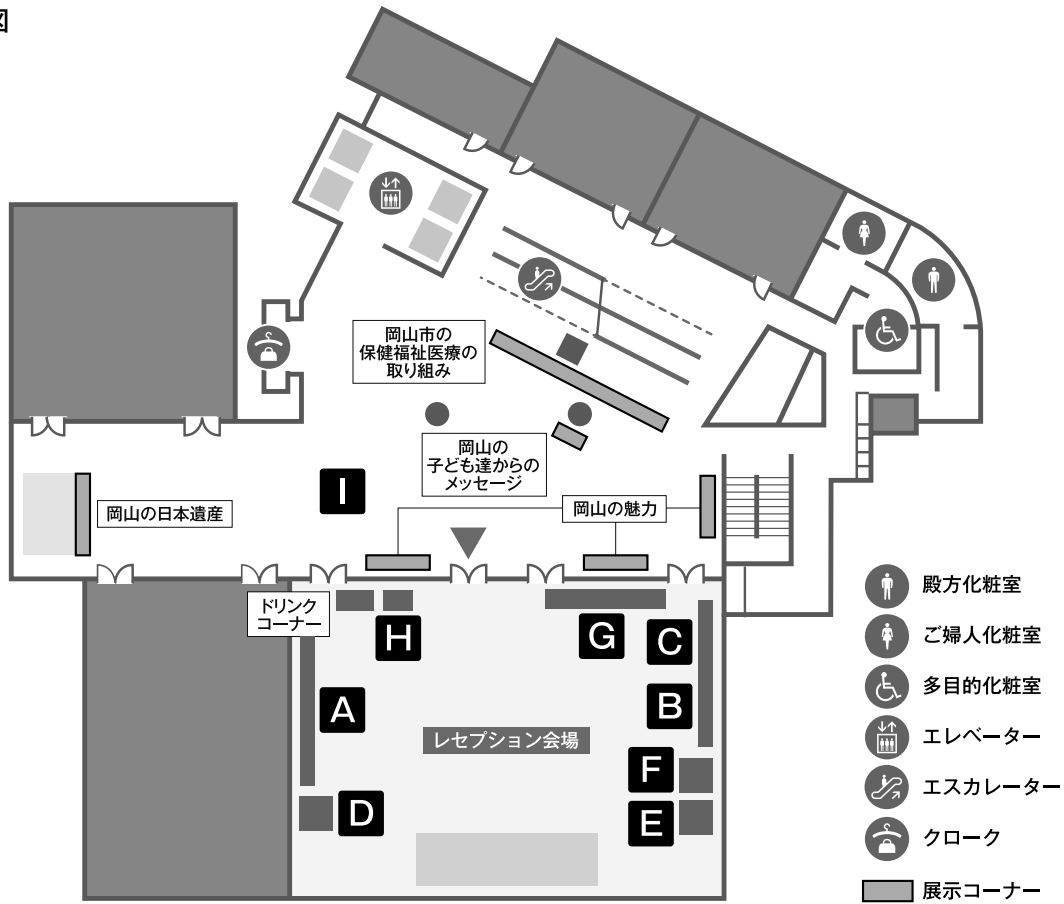 図
岡山市の
保健福祉医療の
取り組み
岡山の
子ども達からの
メッセージ
I
岡山の日本遺産
岡山の魅力
ドリンク
コーナー
H
G
C
A
B
レセプション会場
F
D
E
殿方化粧室
ご婦人化粧室
多目的化粧室
エレベーター
エスカレーター
クローク
展示コーナー